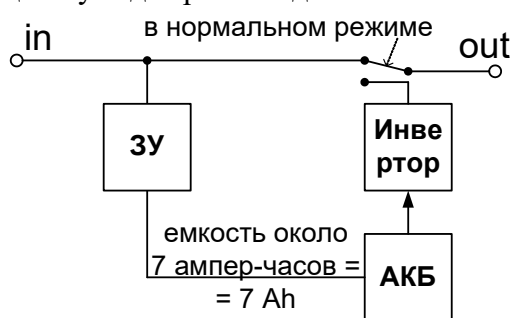 in
в нормальном режиме
out
ЗУ
Инве
ртор
емкость около
7 ампер-часов =
= 7 Ah
АКБ